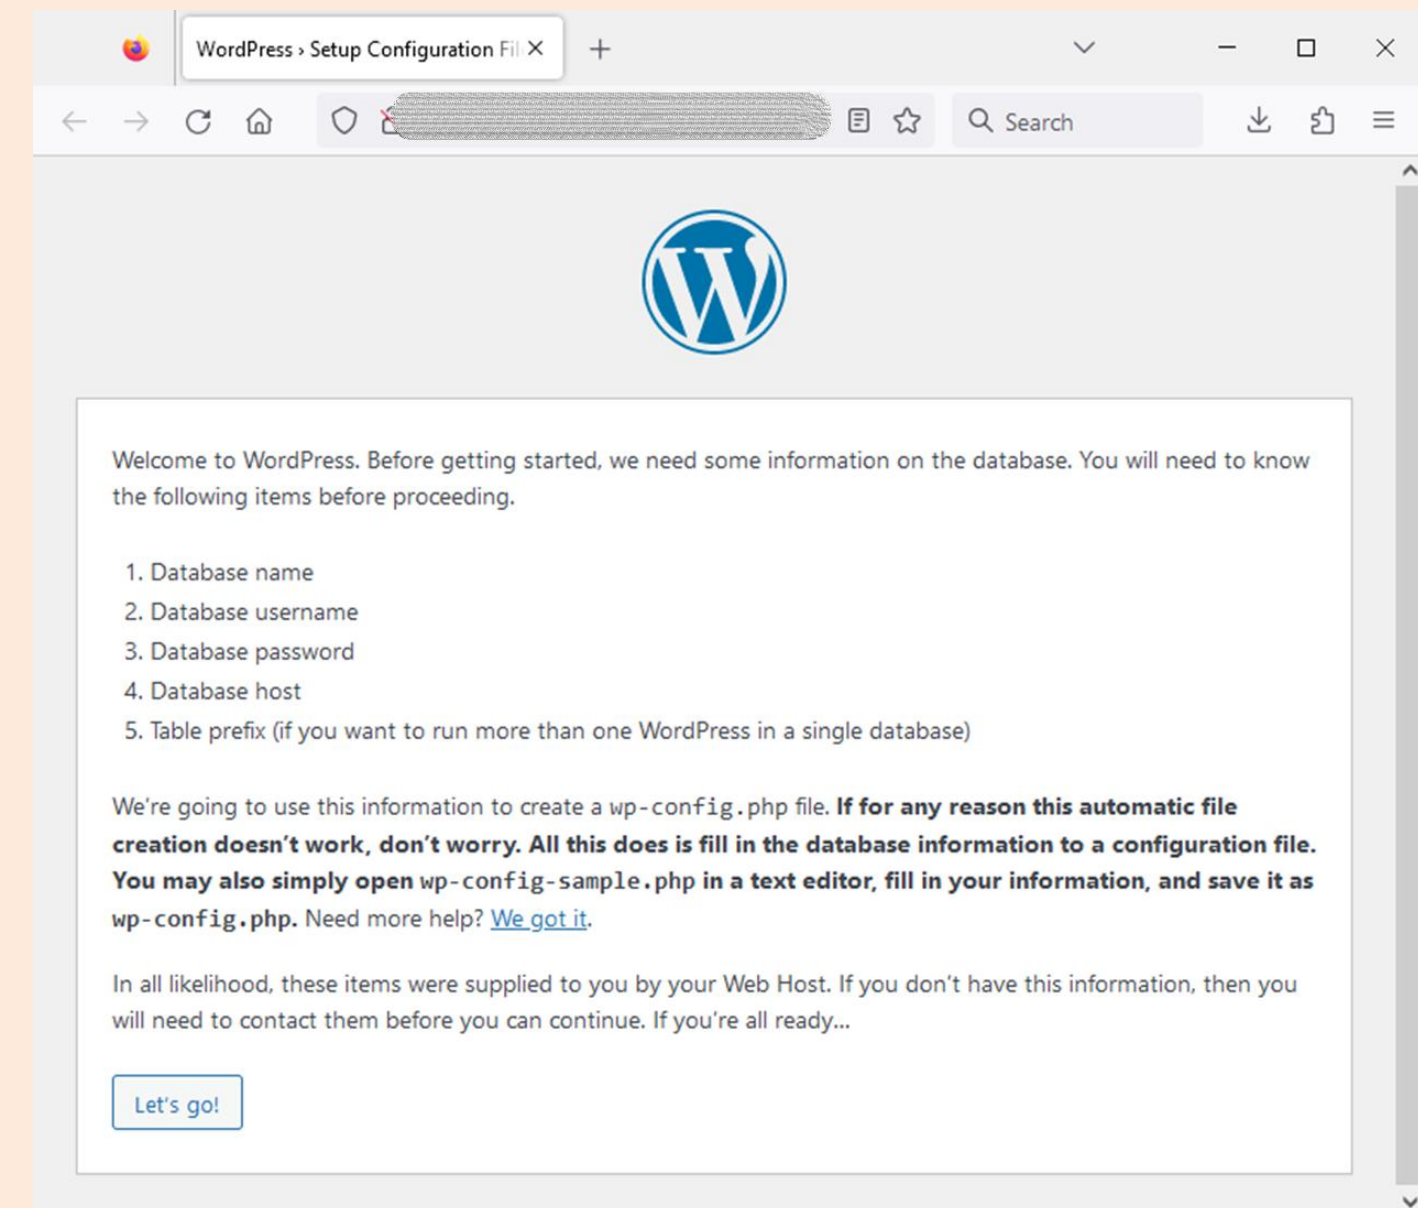 WordPress › Setup Configuration Fil
Search
Welcome to WordPress. Before getting started, we need some information on the database. You will need to know
the following items before proceeding.
1. Database name
2. Database username
3. Database password
4. Database host
5. Table prefix (if you want to run more than one WordPress in a single database)
We’re going to use this information to create a wp-config.php file. If for any reason this automatic file
creation doesn’t work, don’t worry. All this does is fill in the database information to a configuration file.
You may also simply open wp-config-sample.php in a text editor, fill in your information, and save it as
wp-config.php. Need more help? We got it.
In all likelihood, these items were supplied to you by your Web Host. If you don’t have this information, then you
will need to contact them before you can continue. If you’re all ready…
Let’s go!